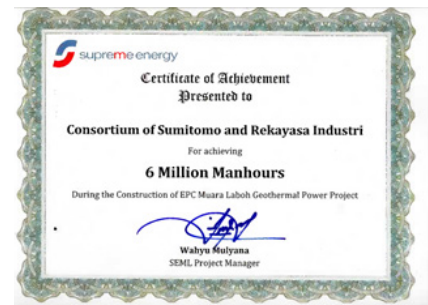 supreme energy
Certificate of Achievement
Presented to
Consortium of Sumitomo and Rekayasa Industri
For achieving
6 Million Manhours
During the Construction of EPC Muara Laboh Geothermal Power Project
Wahyu Mulyana
SEML Project Manager